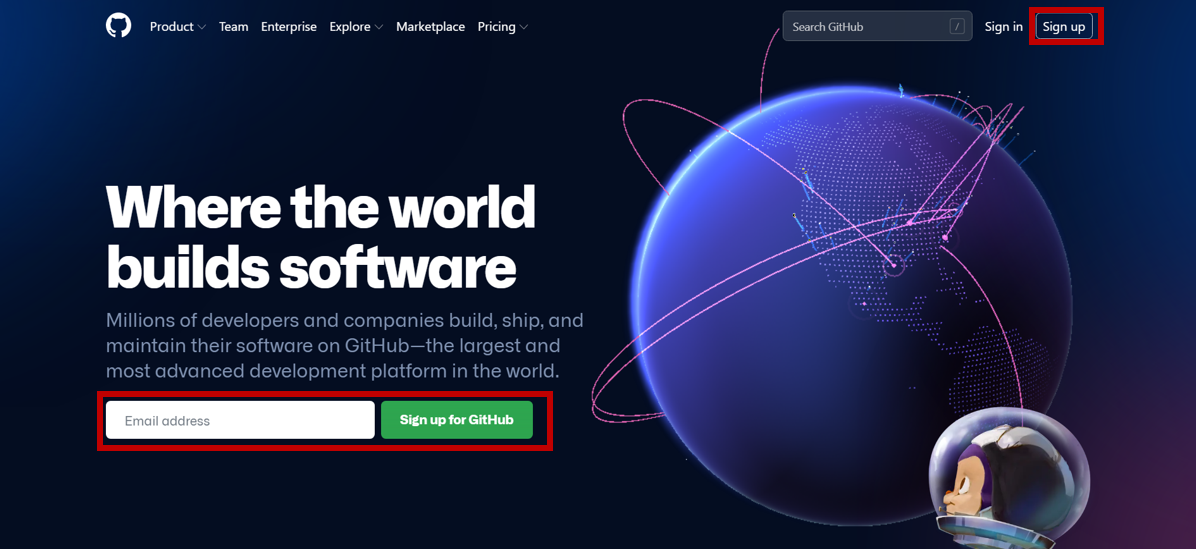 Product Team Enterprise Explore Marketplace Pricing Search GitHub / Sign in Sign up
Where the world
builds software
Millions of developers and companies build, ship, and
maintain their software on GitHub—the largest and
most advanced development platform in the world.
Email address Sign up for GitHub